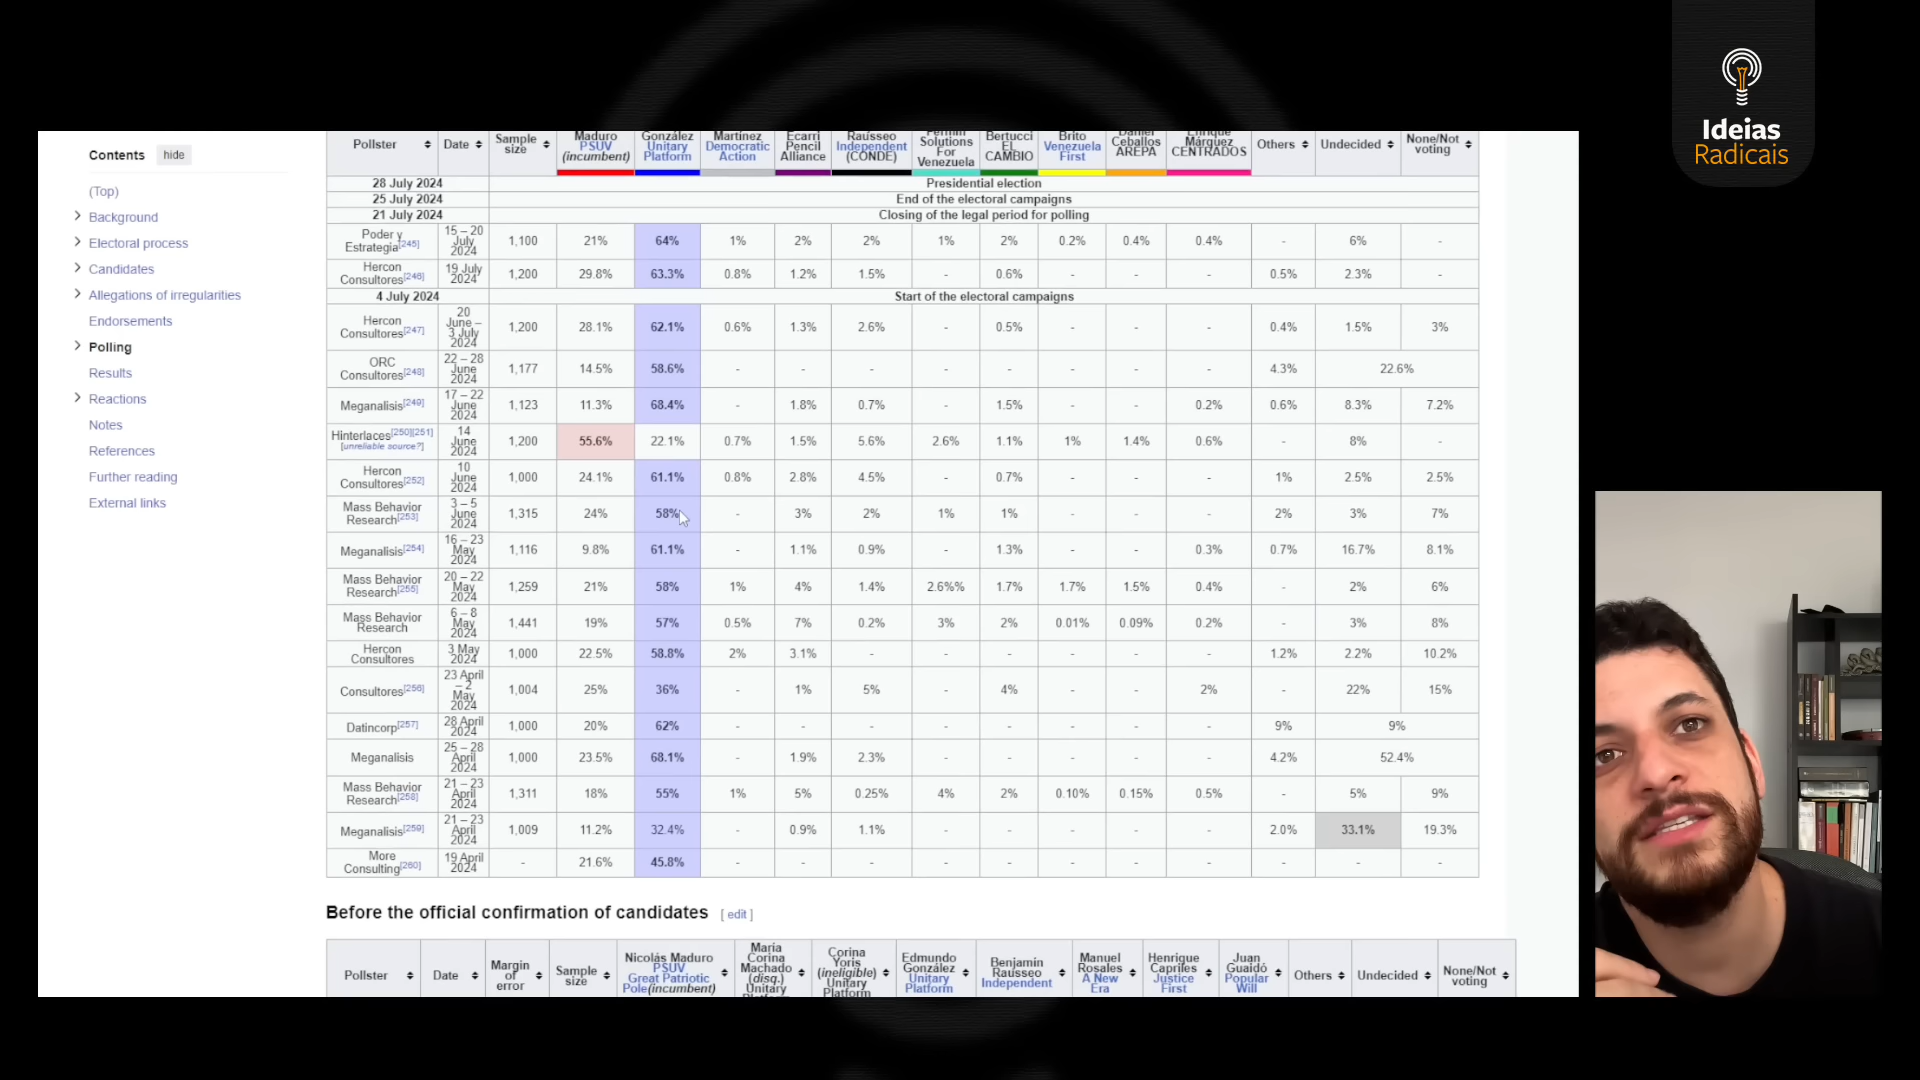 Ideias
Radicais
Contents hide
(Top)
Background
Electoral process
Candidates
Allegations of irregularities
Endorsements
Polling
Results
Reactions
Notes
References
Further reading
External links
Pollster Date Sample size Maduro PSUV (incumbent) González Unitary Platform Martínez Democratic Action Ecarri Pencil Alliance Rausseo Independent (CONDE) Fermín Solutions For Venezuela Bertucci EL CAMBIO Brito Venezuela First Daniel Ceballos AREPA Enrique Márquez CENTRADOS Others Undecided None/Not voting
28 July 2024 Presidential election
25 July 2024 End of the electoral campaigns
21 July 2024 Closing of the legal period for polling
Poder y Estrategia[245] 15 – 20 July 2024 1,100 21% 64% 1% 2% 2% 1% 2% 0.2% 0.4% 0.4% - 6% -
Hercon Consultores[246] 19 July 2024 1,200 29.8% 63.3% 0.8% 1.2% 1.5% - 0.6% - - - 0.5% 2.3% -
4 July 2024 Start of the electoral campaigns
Hercon Consultores[247] 20 June – 3 July 2024 1,200 28.1% 62.1% 0.6% 1.3% 2.6% - 0.5% - - - 0.4% 1.5% 3%
ORC Consultores[248] 22 – 28 June 2024 1,177 14.5% 58.6% - - - - - - - - 4.3% 22.6%
Meganalisis[249] 17 – 22 June 2024 1,123 11.3% 68.4% - 1.8% 0.7% - 1.5% - - 0.2% 0.6% 8.3% 7.2%
Hinterlaces[250][251] [unreliable source?] 14 June 2024 1,200 55.6% 22.1% 0.7% 1.5% 5.6% 2.6% 1.1% 1% 1.4% 0.6% - 8% -
Hercon Consultores[252] 10 June 2024 1,000 24.1% 61.1% 0.8% 2.8% 4.5% - 0.7% - - - 1% 2.5% 2.5%
Mass Behavior Research[253] 3 – 5 June 2024 1,315 24% 58% - 3% 2% 1% 1% - - - 2% 3% 7%
Meganalisis[254] 16 – 23 May 2024 1,116 9.8% 61.1% - 1.1% 0.9% - 1.3% - - 0.3% 0.7% 16.7% 8.1%
Mass Behavior Research[255] 20 – 22 May 2024 1,259 21% 58% 1% 4% 1.4% 2.6%% 1.7% 1.7% 1.5% 0.4% - 2% 6%
Mass Behavior Research 6 – 8 May 2024 1,441 19% 57% 0.5% 7% 0.2% 3% 2% 0.01% 0.09% 0.2% - 3% 8%
Hercon Consultores 3 May 2024 1,000 22.5% 58.8% 2% 3.1% - - - - - - 1.2% 2.2% 10.2%
Consultores[256] 23 April – 2 May 2024 1,004 25% 36% - 1% 5% - 4% - - 2% - 22% 15%
Datincorp[257] 28 April 2024 1,000 20% 62% - - - - - - - - 9% 9%
Meganalisis 25 – 28 April 2024 1,000 23.5% 68.1% - 1.9% 2.3% - - - - - 4.2% 52.4%
Mass Behavior Research[258] 21 – 23 April 2024 1,311 18% 55% 1% 5% 0.25% 4% 2% 0.10% 0.15% 0.5% - 5% 9%
Meganalisis[259] 21 – 23 April 2024 1,009 11.2% 32.4% - 0.9% 1.1% - - - - - 2.0% 33.1% 19.3%
More Consulting[260] 19 April 2024 - 21.6% 45.8% - - - - - - - - - - -
Before the official confirmation of candidates [ edit ]
Pollster Date Margin of error Sample size Nicolás Maduro PSUV Great Patriotic Pole(incumbent) María Corina Machado (disq.) Unitary Platform Corina Yoris (ineligible) Unitary Platform Edmundo González Unitary Platform Benjamin Rausseo Independent Manuel Rosales A New Era Henrique Capriles Justice First Juan Guaidó Popular Will Others Undecided None/Not voting